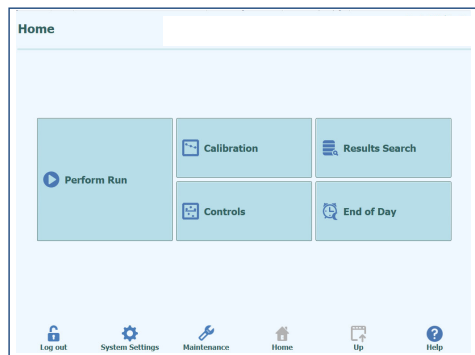 Home
Perform Run
Calibration
Results Search
Controls
End of Day
Log out
System Settings
Maintenance
Home
Up
Help